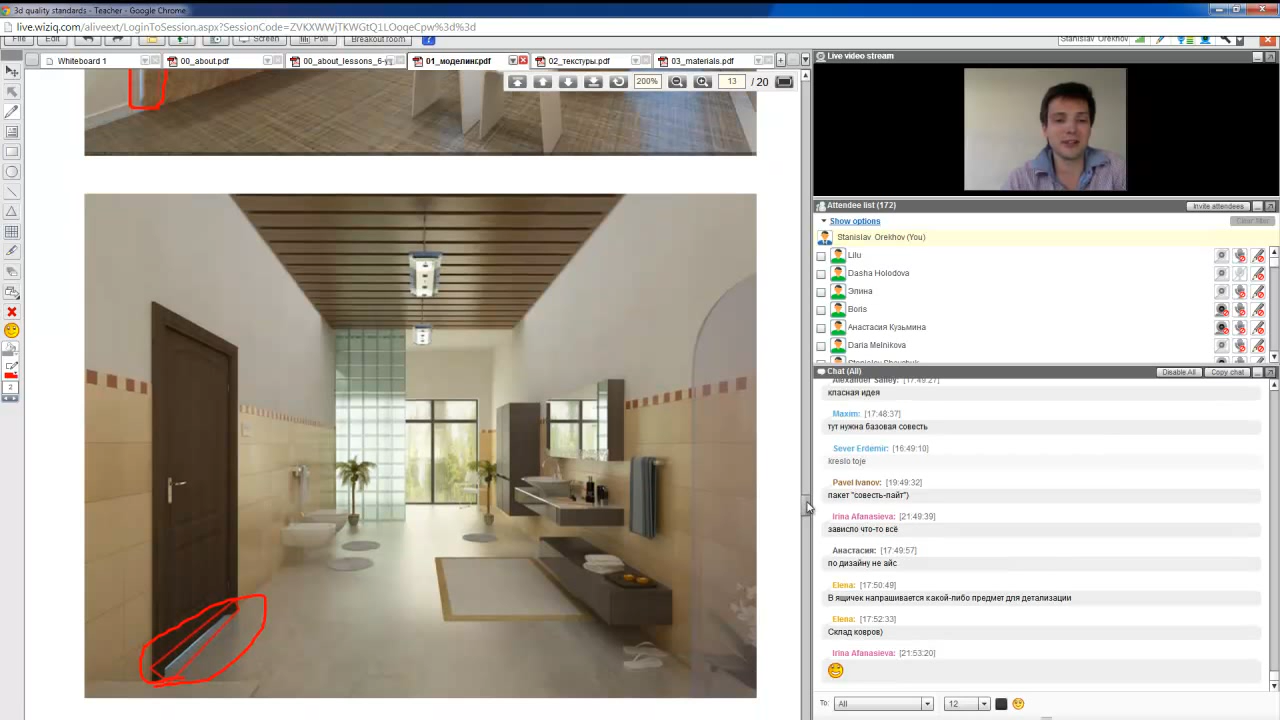 3d quality standards - Teacher - Google Chrome
live.wiziq.com/aliveext/LoginToSession.aspx?SessionCode=ZVKXWWjTKWGtQ1LOoqeCpw%3d%3d
File Edit Screen Poll Breakout Room ? Stanislav Orekhov
Whiteboard 1 00_about.pdf 00_about_lessons_6-y 01_моделинг.pdf 02_текстуры.pdf 03_materials.pdf
200% 13 / 20
Live video stream
Attendee list (172) Invite attendees
Show options
Stanislav Orekhov (You)
Lilu
Dasha Holodova
Элина
Boris
Анастасия Кузьмина
Daria Melnikova
Chat (All) Disable All Copy chat
[17:49:27]
класная идея
Maxim: [17:48:37]
тут нужна базовая совесть
Sever Erdemir: [16:49:10]
kreslo toje
Pavel Ivanov: [19:49:32]
пакет "совесть-лайт")
Irina Afanasieva: [21:49:39]
зависло что-то всё
Анастасия: [17:49:57]
по дизайну не айс
Elena: [17:50:49]
В ящичек напрашивается какой-либо предмет для детализации
Elena: [17:52:33]
Склад ковров)
Irina Afanasieva: [21:53:20]
2
To: All 12